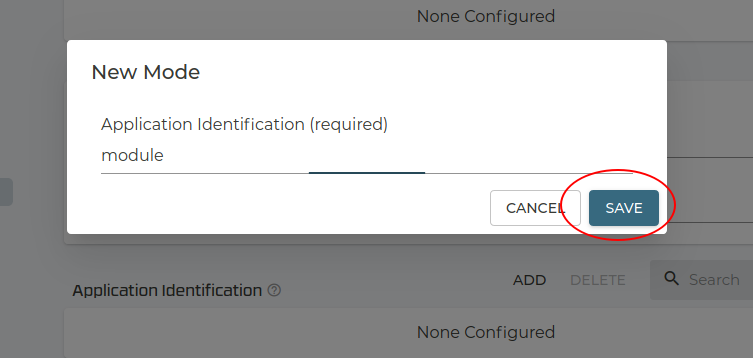 None Configured
New Mode
Application Identification (required)
module
CANCEL SAVE
Application Identification ADD DELETE Search
None Configured